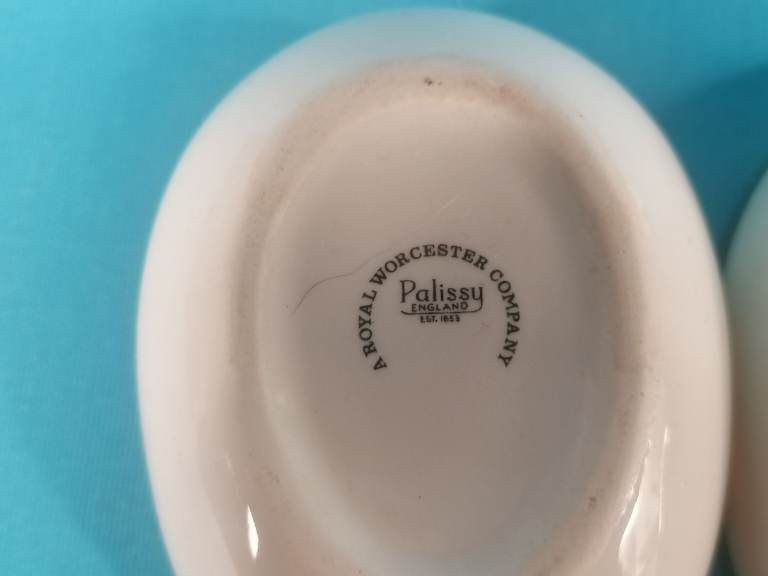 A ROYAL WORCESTER COMPANY
Palissy
ENGLAND
EST. 1853